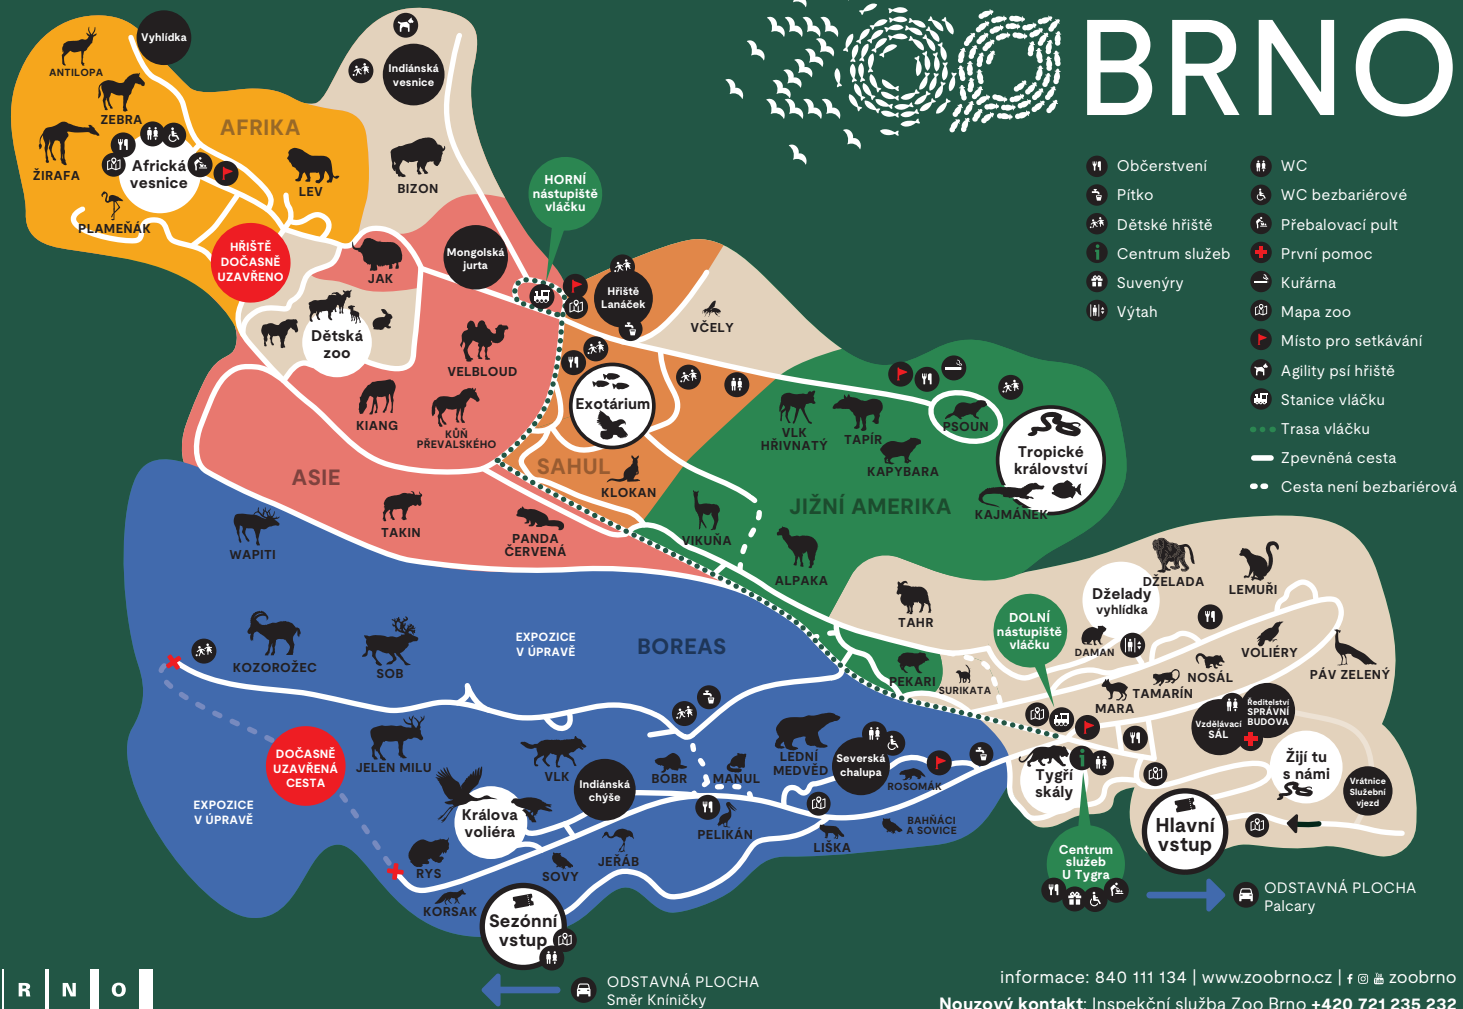 ZOO BRNO
Občerstvení
Pítko
Dětské hřiště
Centrum služeb
Suvenýry
Výtah
WC
WC bezbariérové
Přebalovací pult
První pomoc
Kuřárna
Mapa zoo
Místo pro setkávání
Agility psí hřiště
Stanice vláčku
Trasa vláčku
Zpevněná cesta
Cesta není bezbariérová
Vyhlídka
ANTILOPA
ZEBRA
AFRIKA
ŽIRAFA
Africká
vesnice
LEV
PLAMEŇÁK
HŘIŠTĚ
DOČASNĚ
UZAVŘENO
Indiánská
vesnice
BIZON
HORNÍ
nástupiště
vláčku
JAK
Mongolská
jurta
Hřiště
Lanáček
VČELY
Dětská
zoo
VELBLOUD
KIANG
KŮŇ
PŘEVALSKÉHO
Exotárium
ASIE
SAHUL
KLOKAN
TAKIN
PANDA
ČERVENÁ
VLK
HŘIVNATÝ
TAPÍR
KAPYBARA
PSOUN
Tropické
království
KAJMÁNEK
JIŽNÍ AMERIKA
VIKUŇA
ALPAKA
WAPITI
KOZOROŽEC
SOB
EXPOZICE
V ÚPRAVĚ
BOREAS
TAHR
PEKARI
SURIKATA
DOLNÍ
nástupiště
vláčku
Dželady
vyhlídka
DŽELADA
LEMUŘI
DAMAN
VOLIÉRY
PÁV ZELENÝ
NOSÁL
TAMARÍN
MARA
Ředitelství
SPRÁVNÍ
BUDOVA
Vzdělávací
SÁL
Žijí tu
s námi
Vrátnice
Služební
vjezd
Tygří
skály
Hlavní
vstup
Centrum
služeb
U Tygra
ODSTAVNÁ PLOCHA
Palcary
DOČASNĚ
UZAVŘENÁ
CESTA
JELEN MILU
EXPOZICE
V ÚPRAVĚ
VLK
Králova
voliéra
Indiánská
chýše
BOBR
MANUL
LEDNÍ
MEDVĚD
Severská
chalupa
ROSOMÁK
PELIKÁN
LIŠKA
BAHŇÁCI
A SOVICE
RYS
KORSAK
SOVY
JEŘÁB
Sezónní
vstup
ODSTAVNÁ PLOCHA
Směr Kníničky
R N O
informace: 840 111 134 | www.zoobrno.cz | zoobrno
Nouzový kontakt: Inspekční služba Zoo Brno +420 721 235 232